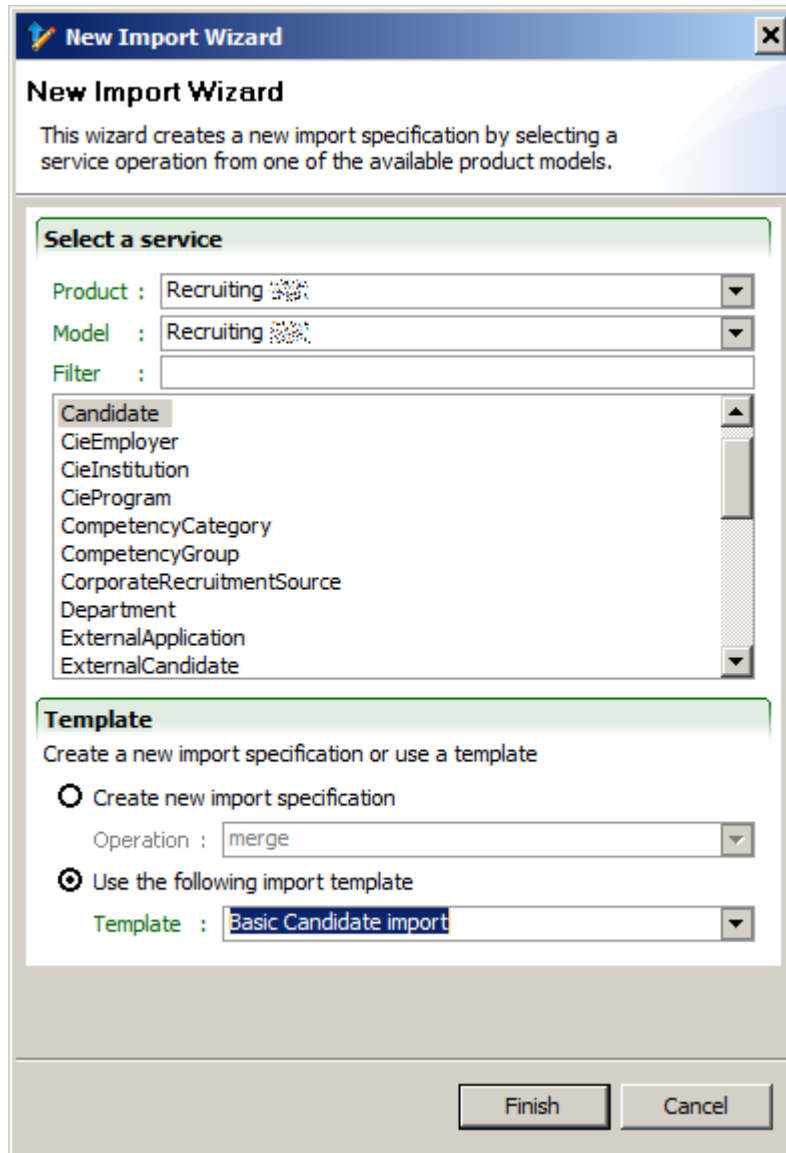 New Import Wizard
New Import Wizard
This wizard creates a new import specification by selecting a
service operation from one of the available product models.
Select a service
Product : Recruiting
Model : Recruiting
Filter :
Candidate
CieEmployer
CieInstitution
CieProgram
CompetencyCategory
CompetencyGroup
CorporateRecruitmentSource
Department
ExternalApplication
ExternalCandidate
Template
Create a new import specification or use a template
Create new import specification
Operation : merge
Use the following import template
Template : Basic Candidate import
Finish Cancel